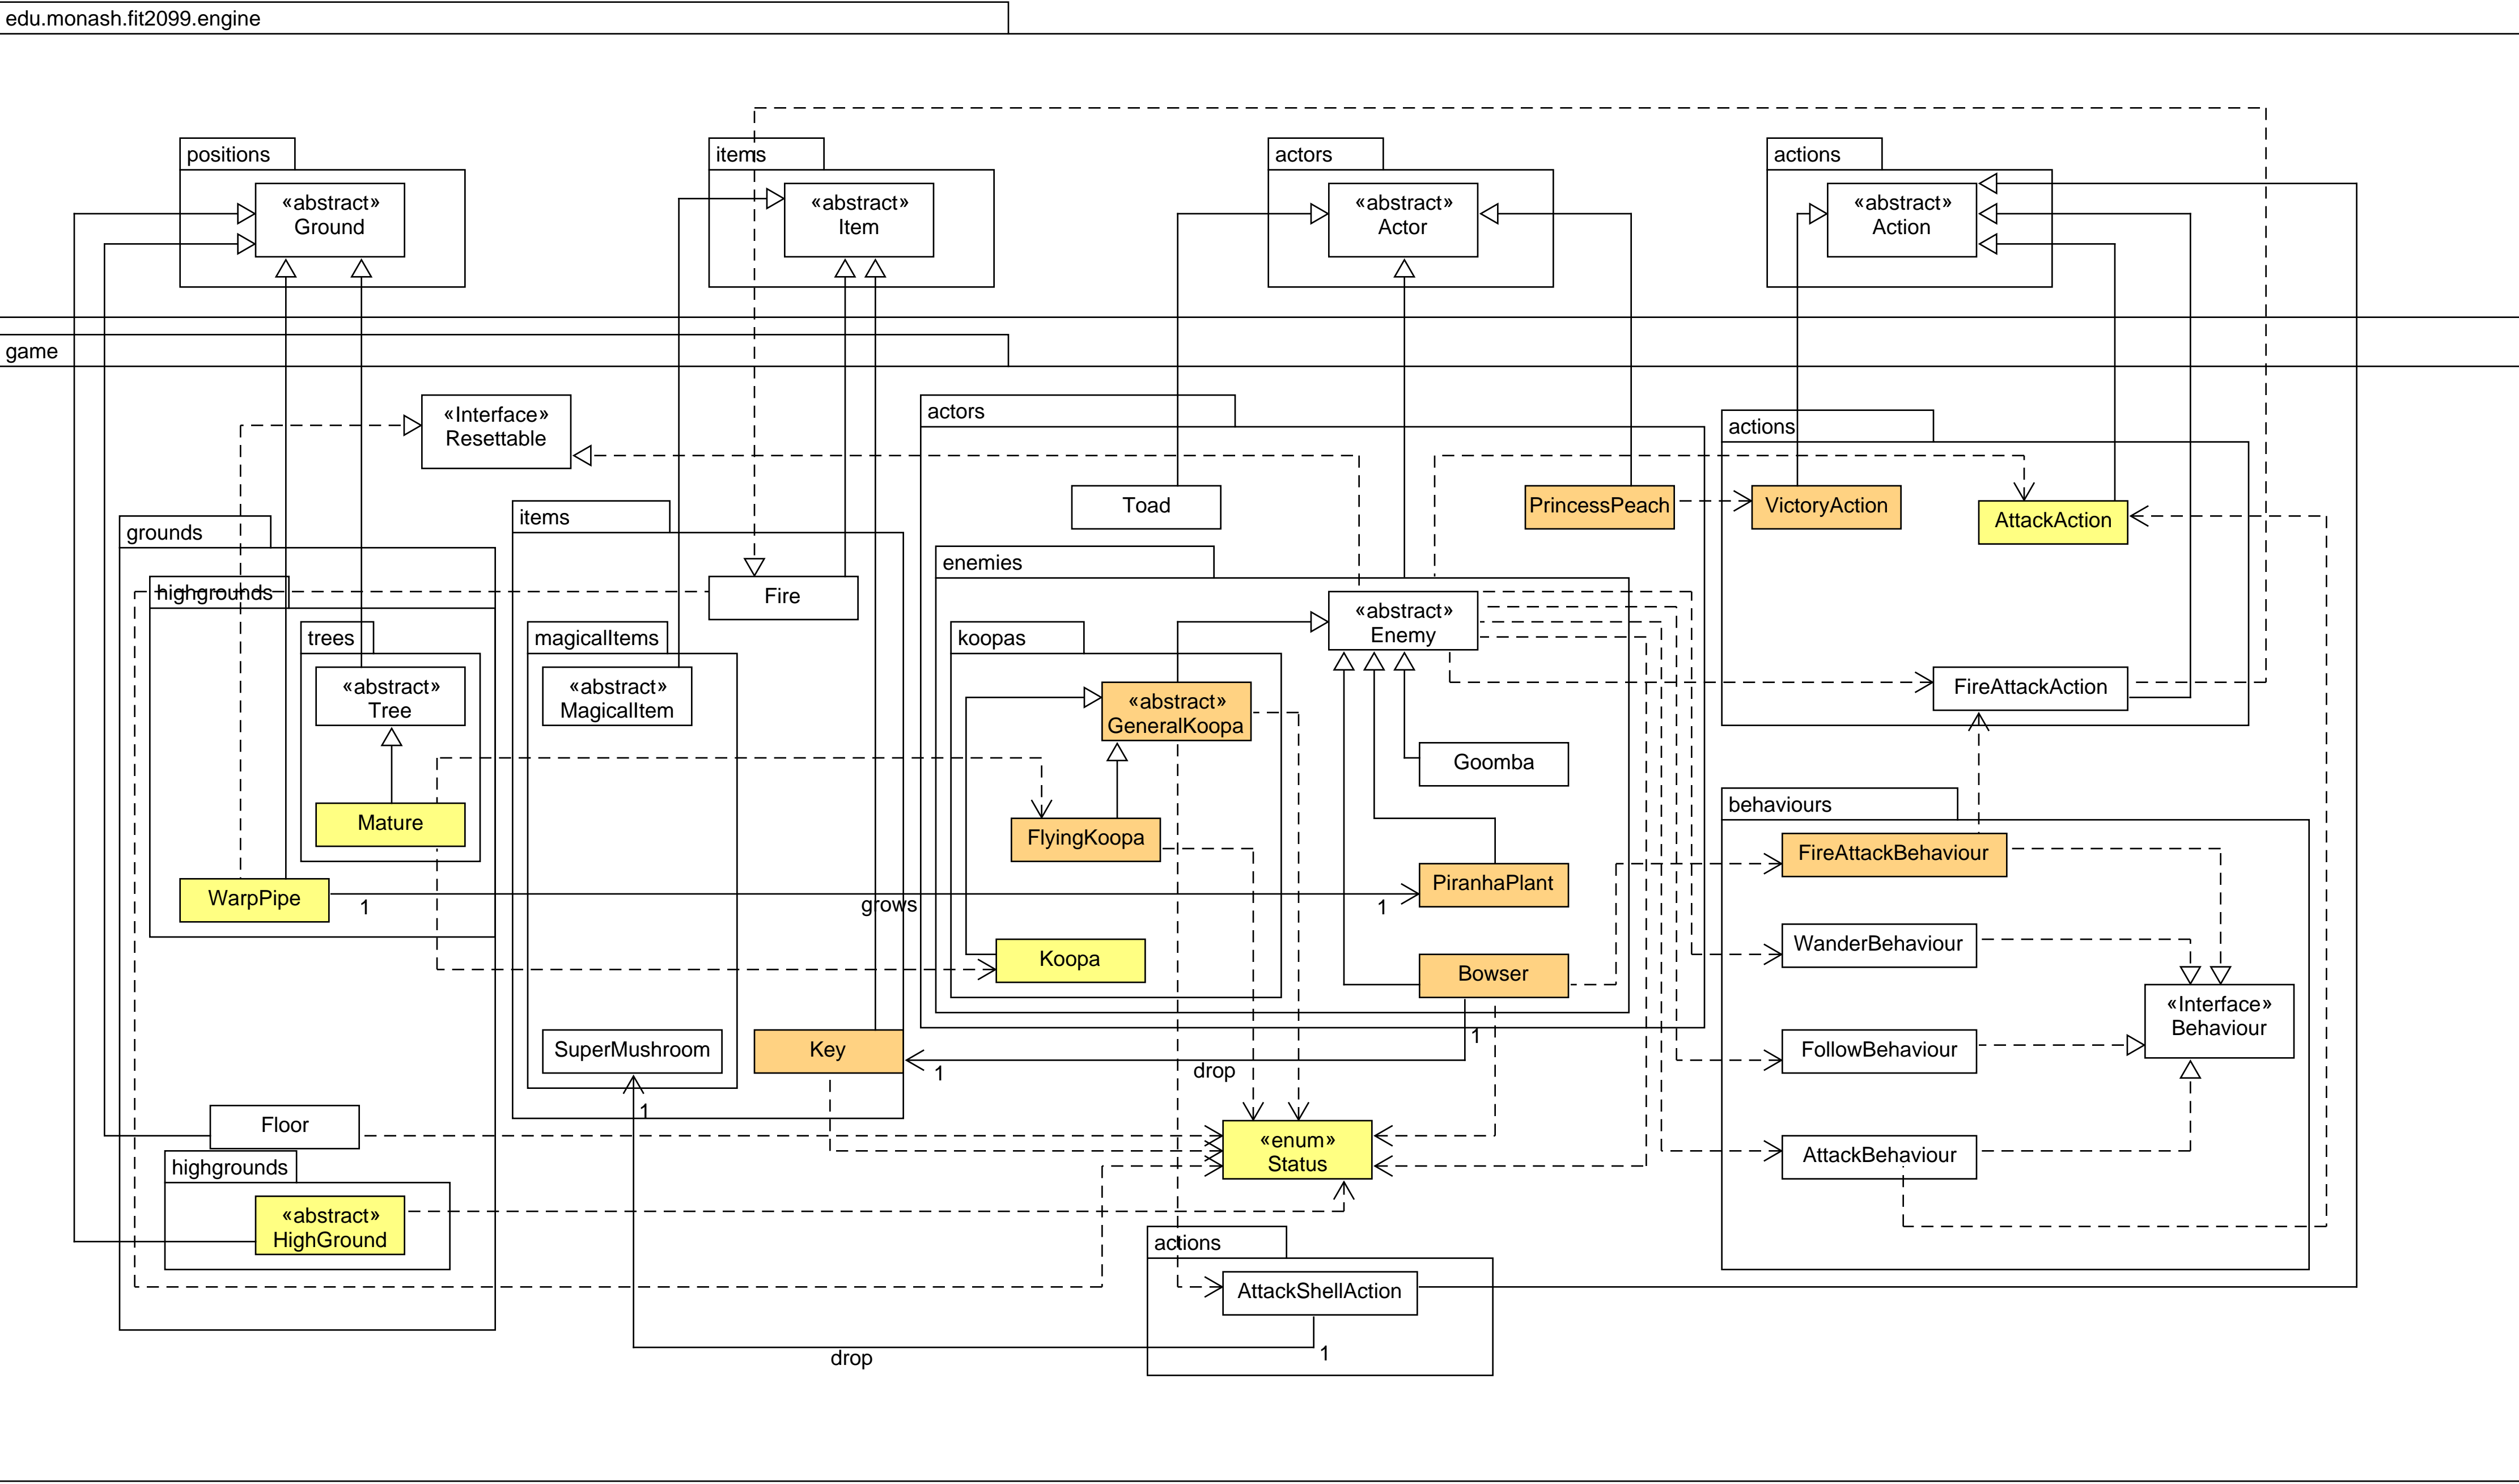 edu.monash.fit2099.engine
positions
items
actors
actions
«abstract»
Ground
«abstract»
Item
«abstract»
Actor
«abstract»
Action
game
«Interface»
Resettable
actors
actions
Toad
PrincessPeach
VictoryAction
AttackAction
grounds
items
enemies
highgrounds
Fire
«abstract»
Enemy
trees
magicalItems
koopas
«abstract»
Tree
«abstract»
MagicalItem
«abstract»
GeneralKoopa
FireAttackAction
Goomba
behaviours
Mature
FlyingKoopa
FireAttackBehaviour
WarpPipe
1
grows
1
PiranhaPlant
WanderBehaviour
Koopa
Bowser
«Interface»
Behaviour
SuperMushroom
Key
1
FollowBehaviour
1
drop
1
Floor
«enum»
Status
AttackBehaviour
highgrounds
«abstract»
HighGround
actions
AttackShellAction
drop
1